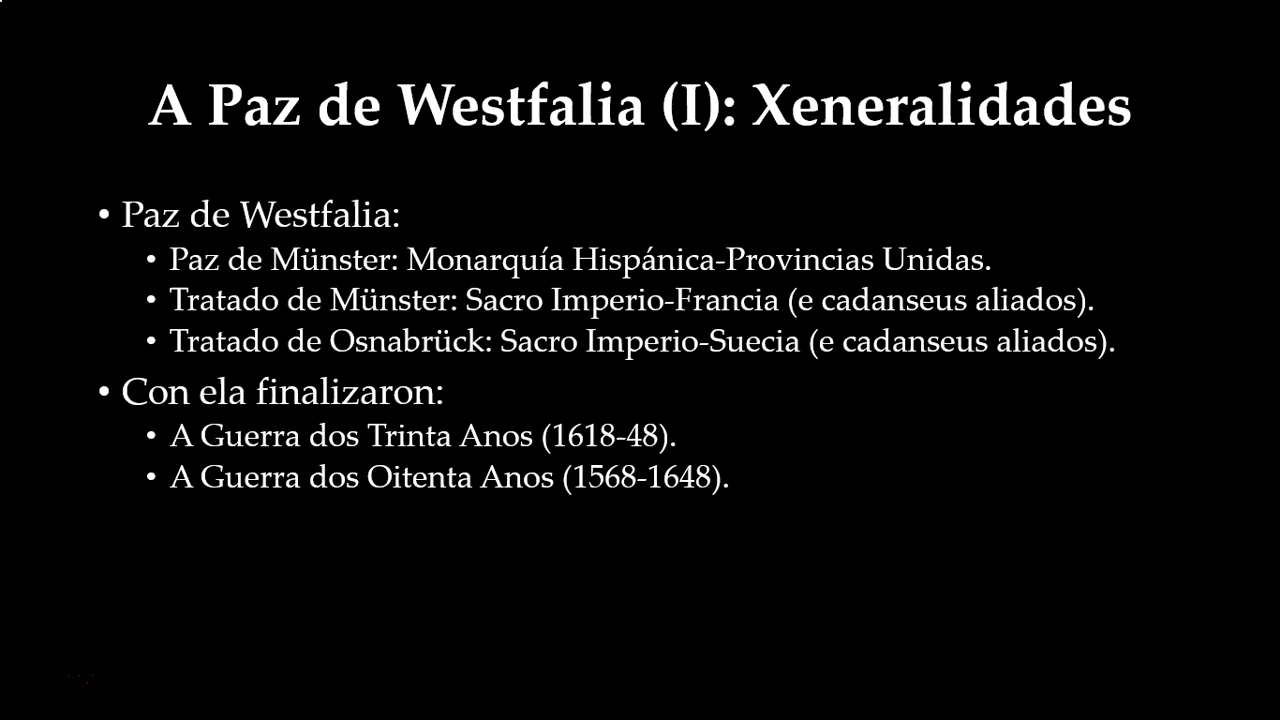 A Paz de Westfalia (I): Xeneralidades
• Paz de Westfalia:
• Paz de Münster: Monarquía Hispánica-Provincias Unidas.
• Tratado de Münster: Sacro Imperio-Francia (e cadanseus aliados).
• Tratado de Osnabrück: Sacro Imperio-Suecia (e cadanseus aliados).
• Con ela finalizaron:
• A Guerra dos Trinta Anos (1618-48).
• A Guerra dos Oitenta Anos (1568-1648).